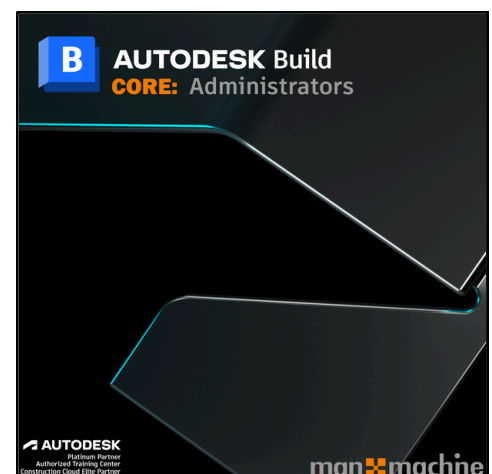 B
AUTODESK Build
CORE: Administrators
AUTODESK
Platinum Partner
Authorized Training Center
Construction Cloud Elite Partner
man machine